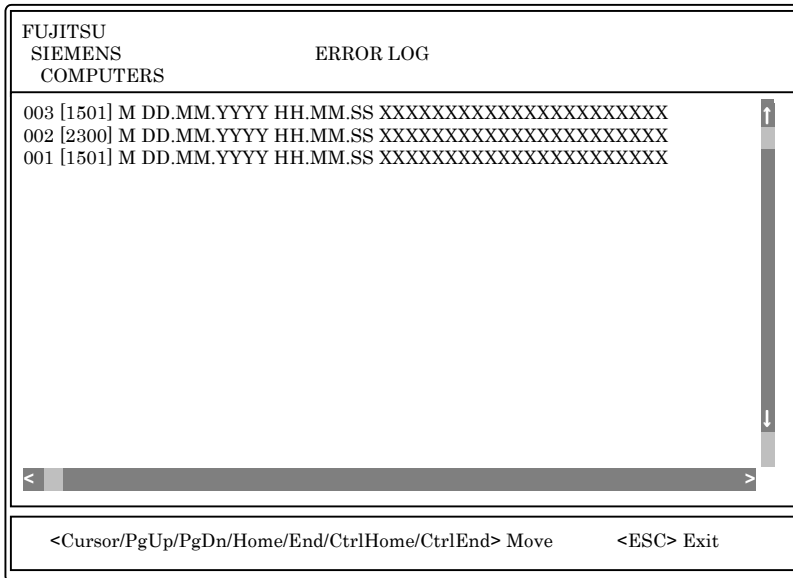 FUJITSU
SIEMENS
COMPUTERS
ERROR LOG
003 [1501] M DD.MM.YYYY HH.MM.SS XXXXXXXXXXXXXXXXXXXXXX
002 [2300] M DD.MM.YYYY HH.MM.SS XXXXXXXXXXXXXXXXXXXXXX
001 [1501] M DD.MM.YYYY HH.MM.SS XXXXXXXXXXXXXXXXXXXXXX
<Cursor/PgUp/PgDn/Home/End/CtrlHome/CtrlEnd> Move <ESC> Exit